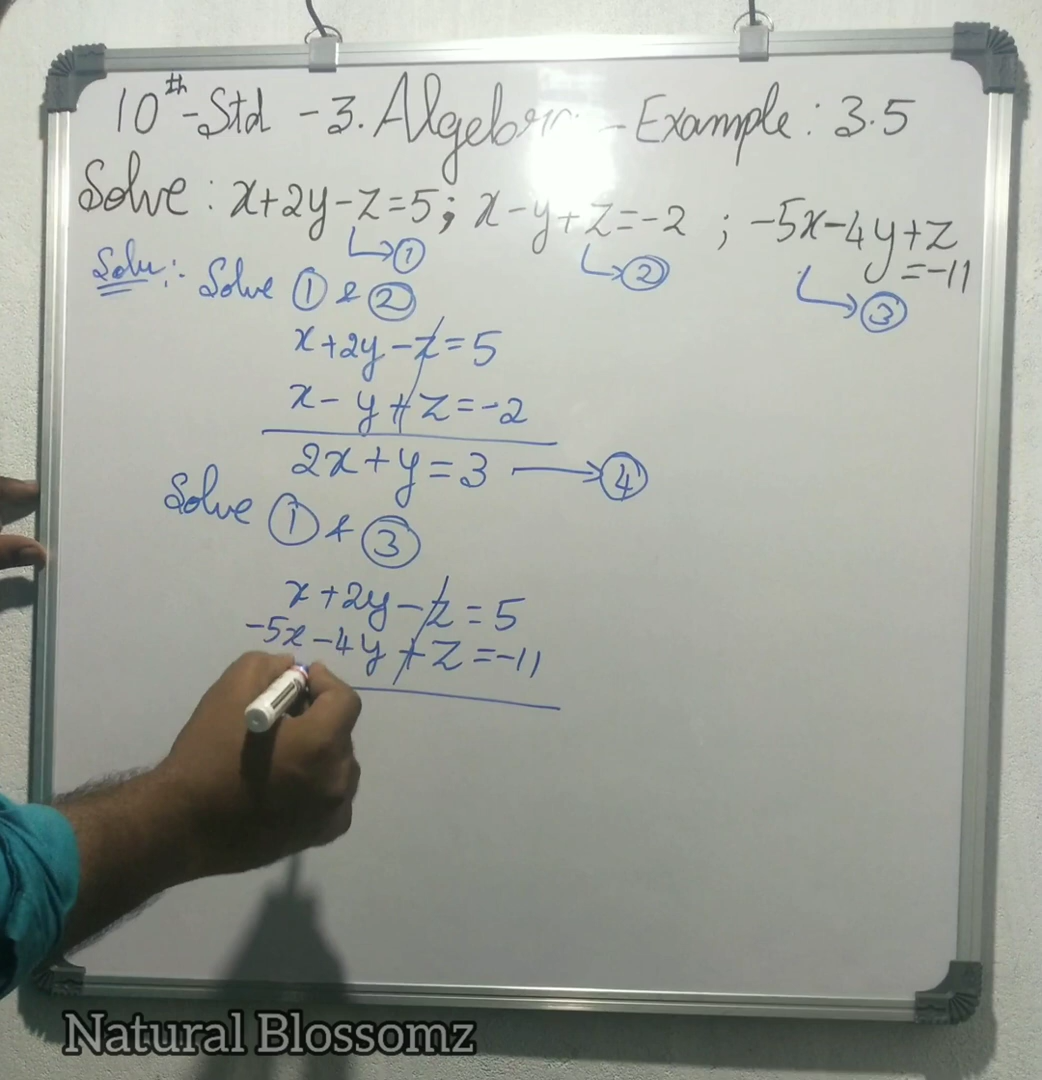 10th-Std - 3. Algebra - Example: 3.5
Solve: x+2y-z=5; x-y+z=-2 ; -5x-4y+z
=-11
① ② ③
Solu:- Solve ① & ②
x+2y-z=5
x-y+z=-2
2x+y=3 → ④
Solve ① & ③
x+2y-z=5
-5x-4y+z=-11
Natural Blossomz